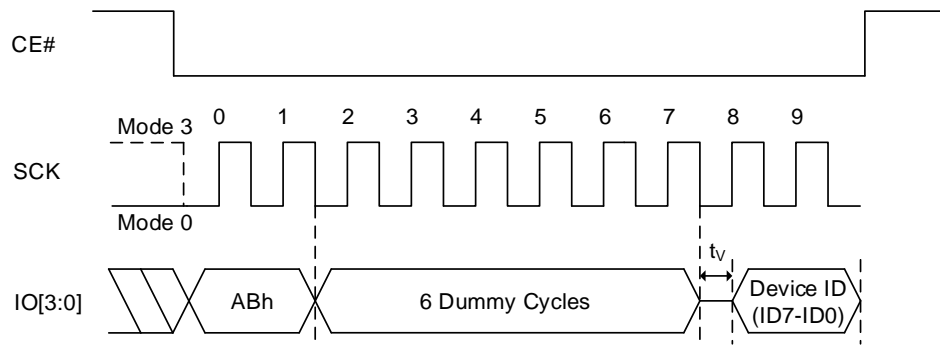 CE#
0 1 2 3 4 5 6 7 8 9
Mode 3
SCK
Mode 0
tV
IO[3:0]
ABh
6 Dummy Cycles
Device ID
(ID7-ID0)